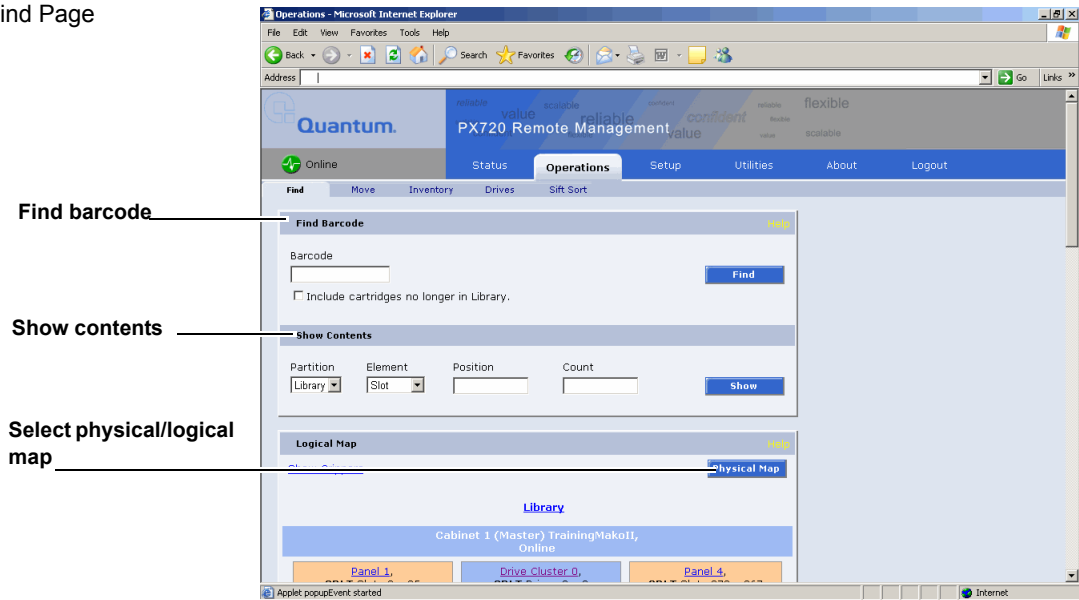 ind Page
Operations - Microsoft Internet Explorer
File Edit View Favorites Tools Help
Back Search Favorites
Address Go Links »
Quantum.
reliable value scalable reliable confident value reliable flexible scalable
PX720 Remote Management
Online Status Operations Setup Utilities About Logout
Find Move Inventory Drives Sift Sort
Find barcode
Find Barcode Help
Barcode
Find
Include cartridges no longer in Library.
Show contents
Show Contents
Partition Element Position Count
Library Slot Show
Select physical/logical
map
Logical Map Help
Physical Map
Library
Cabinet 1 (Master) TrainingMakoII,
Online
Panel 1, Drive Cluster 0, Panel 4,
Applet popupEvent started Internet